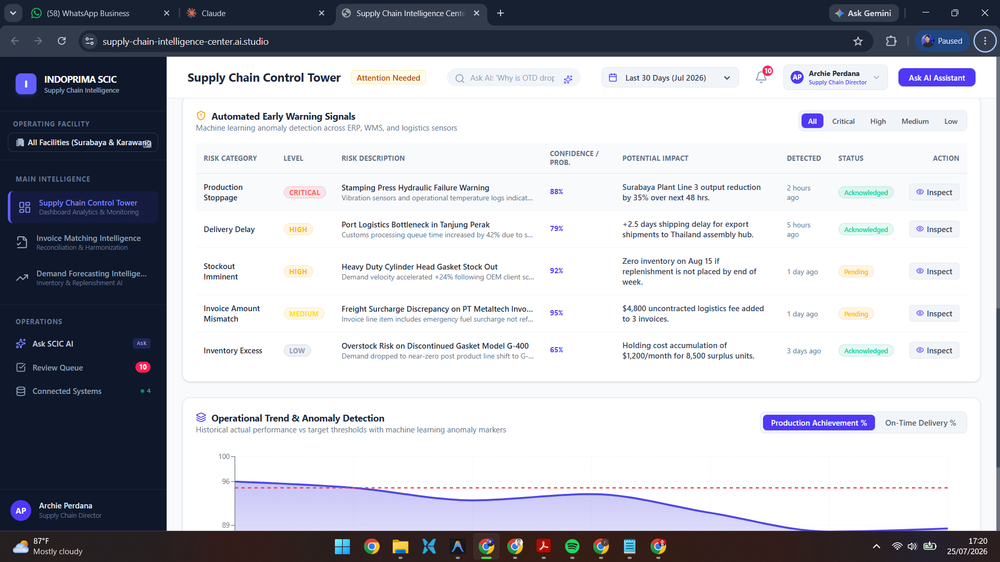 (58) WhatsApp Business
Claude
Supply Chain Intelligence Cente
Ask Gemini
supply-chain-intelligence-center.ai.studio
Paused
I
INDOPRIMA SCIC
Supply Chain Intelligence
OPERATING FACILITY
All Facilities (Surabaya & Karawang
MAIN INTELLIGENCE
Supply Chain Control Tower
Dashboard Analytics & Monitoring
Invoice Matching Intelligence
Reconciliation & Harmonization
Demand Forecasting Intellige...
Inventory & Replenishment AI
OPERATIONS
Ask SCIC AI
Ask
Review Queue
10
Connected Systems
4
AP
Archie Perdana
Supply Chain Director
Supply Chain Control Tower
Attention Needed
Ask AI: 'Why is OTD drop
Last 30 Days (Jul 2026)
10
AP
Archie Perdana
Supply Chain Director
Ask AI Assistant
Automated Early Warning Signals
Machine learning anomaly detection across ERP, WMS, and logistics sensors
All
Critical
High
Medium
Low
RISK CATEGORY
LEVEL
RISK DESCRIPTION
CONFIDENCE /
PROB.
POTENTIAL IMPACT
DETECTED
STATUS
ACTION
Production
Stoppage
CRITICAL
Stamping Press Hydraulic Failure Warning
Vibration sensors and operational temperature logs indicat...
88%
Surabaya Plant Line 3 output reduction
by 35% over next 48 hrs.
2 hours
ago
Acknowledged
Inspect
Delivery Delay
HIGH
Port Logistics Bottleneck in Tanjung Perak
Customs processing queue time increased by 42% due to s...
79%
+2.5 days shipping delay for export
shipments to Thailand assembly hub.
5 hours
ago
Acknowledged
Inspect
Stockout
Imminent
HIGH
Heavy Duty Cylinder Head Gasket Stock Out
Demand velocity accelerated +24% following OEM client sc...
92%
Zero inventory on Aug 15 if
replenishment is not placed by end of
week.
1 day ago
Pending
Inspect
Invoice Amount
Mismatch
MEDIUM
Freight Surcharge Discrepancy on PT Metaltech Invo...
Invoice line item includes emergency fuel surcharge not ref...
95%
$4,800 uncontracted logistics fee added
to 3 invoices.
1 day ago
Pending
Inspect
Inventory Excess
LOW
Overstock Risk on Discontinued Gasket Model G-400
Demand dropped to near-zero post product line shift to G-...
65%
Holding cost accumulation of
$1,200/month for 8,500 surplus units.
3 days ago
Acknowledged
Inspect
Operational Trend & Anomaly Detection
Historical actual performance vs target thresholds with machine learning anomaly markers
Production Achievement %
On-Time Delivery %
100
96
89
87°F
Mostly cloudy
17:20
25/07/2026